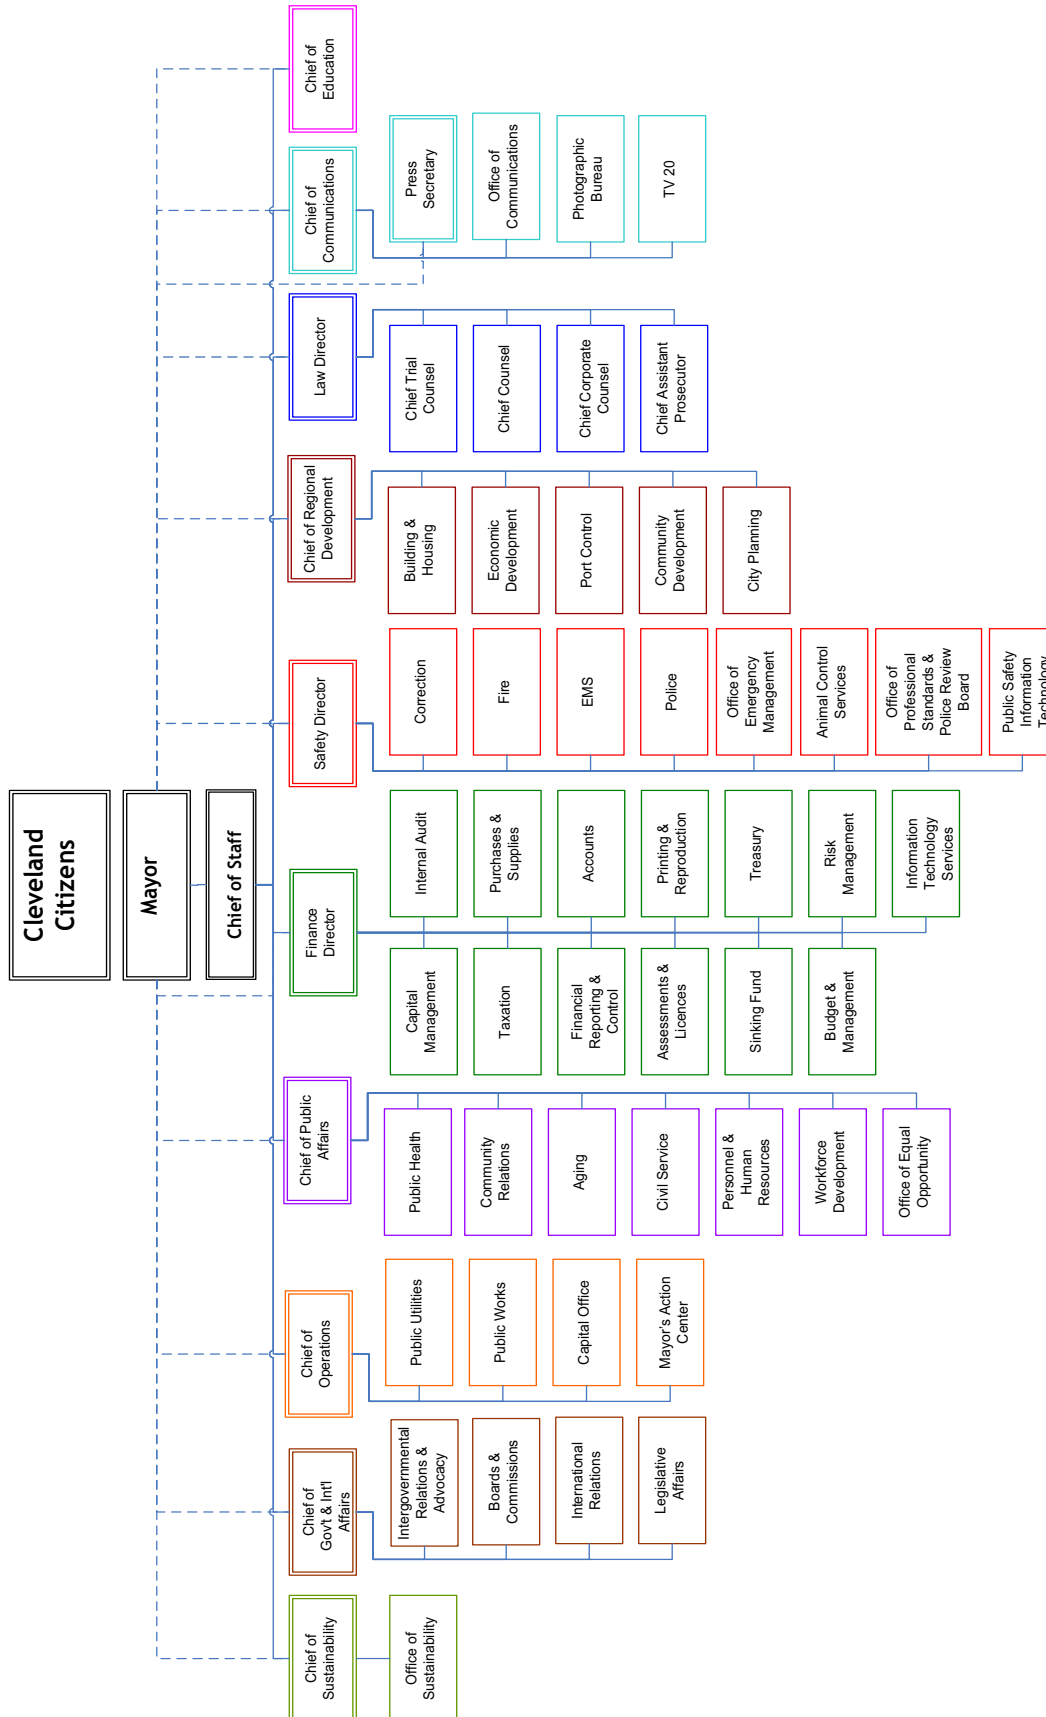 Cleveland
Citizens
Mayor
Chief of Staff
Chief of
Sustainability
Chief of
Gov't & Int'l
Affairs
Chief of
Operations
Chief of Public
Affairs
Finance
Director
Safety Director
Chief of Regional
Development
Law Director
Chief of
Communications
Chief of
Education
Office of
Sustainability
Intergovernmental
Relations &
Advocacy
Boards &
Commissions
International
Relations
Legislative
Affairs
Public Utilities
Public Works
Capital Office
Mayor's Action
Center
Public Health
Community
Relations
Aging
Civil Service
Personnel &
Human
Resources
Workforce
Development
Office of Equal
Opportunity
Capital
Management
Taxation
Financial
Reporting &
Control
Assessments &
Licences
Sinking Fund
Budget &
Management
Internal Audit
Purchases &
Supplies
Accounts
Printing &
Reproduction
Treasury
Risk
Management
Information
Technology
Services
Correction
Fire
EMS
Police
Office of
Emergency
Management
Animal Control
Services
Office of
Professional
Standards &
Police Review
Board
Public Safety
Information
Technology
Building &
Housing
Economic
Development
Port Control
Community
Development
City Planning
Chief Trial
Counsel
Chief Counsel
Chief Corporate
Counsel
Chief Assistant
Prosecutor
Press
Secretary
Office of
Communications
Photographic
Bureau
TV 20